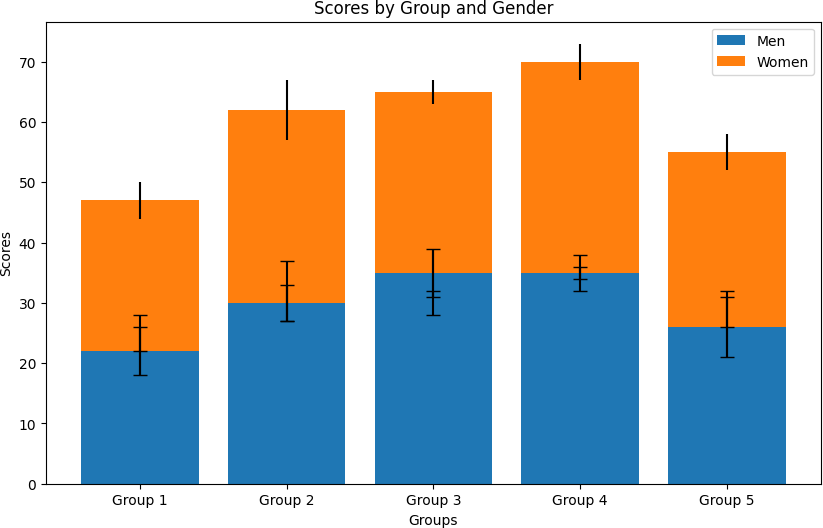 Scores by Group and Gender
Men
Women
Scores
70
60
50
40
30
20
10
0
Group 1
Group 2
Group 3
Group 4
Group 5
Groups